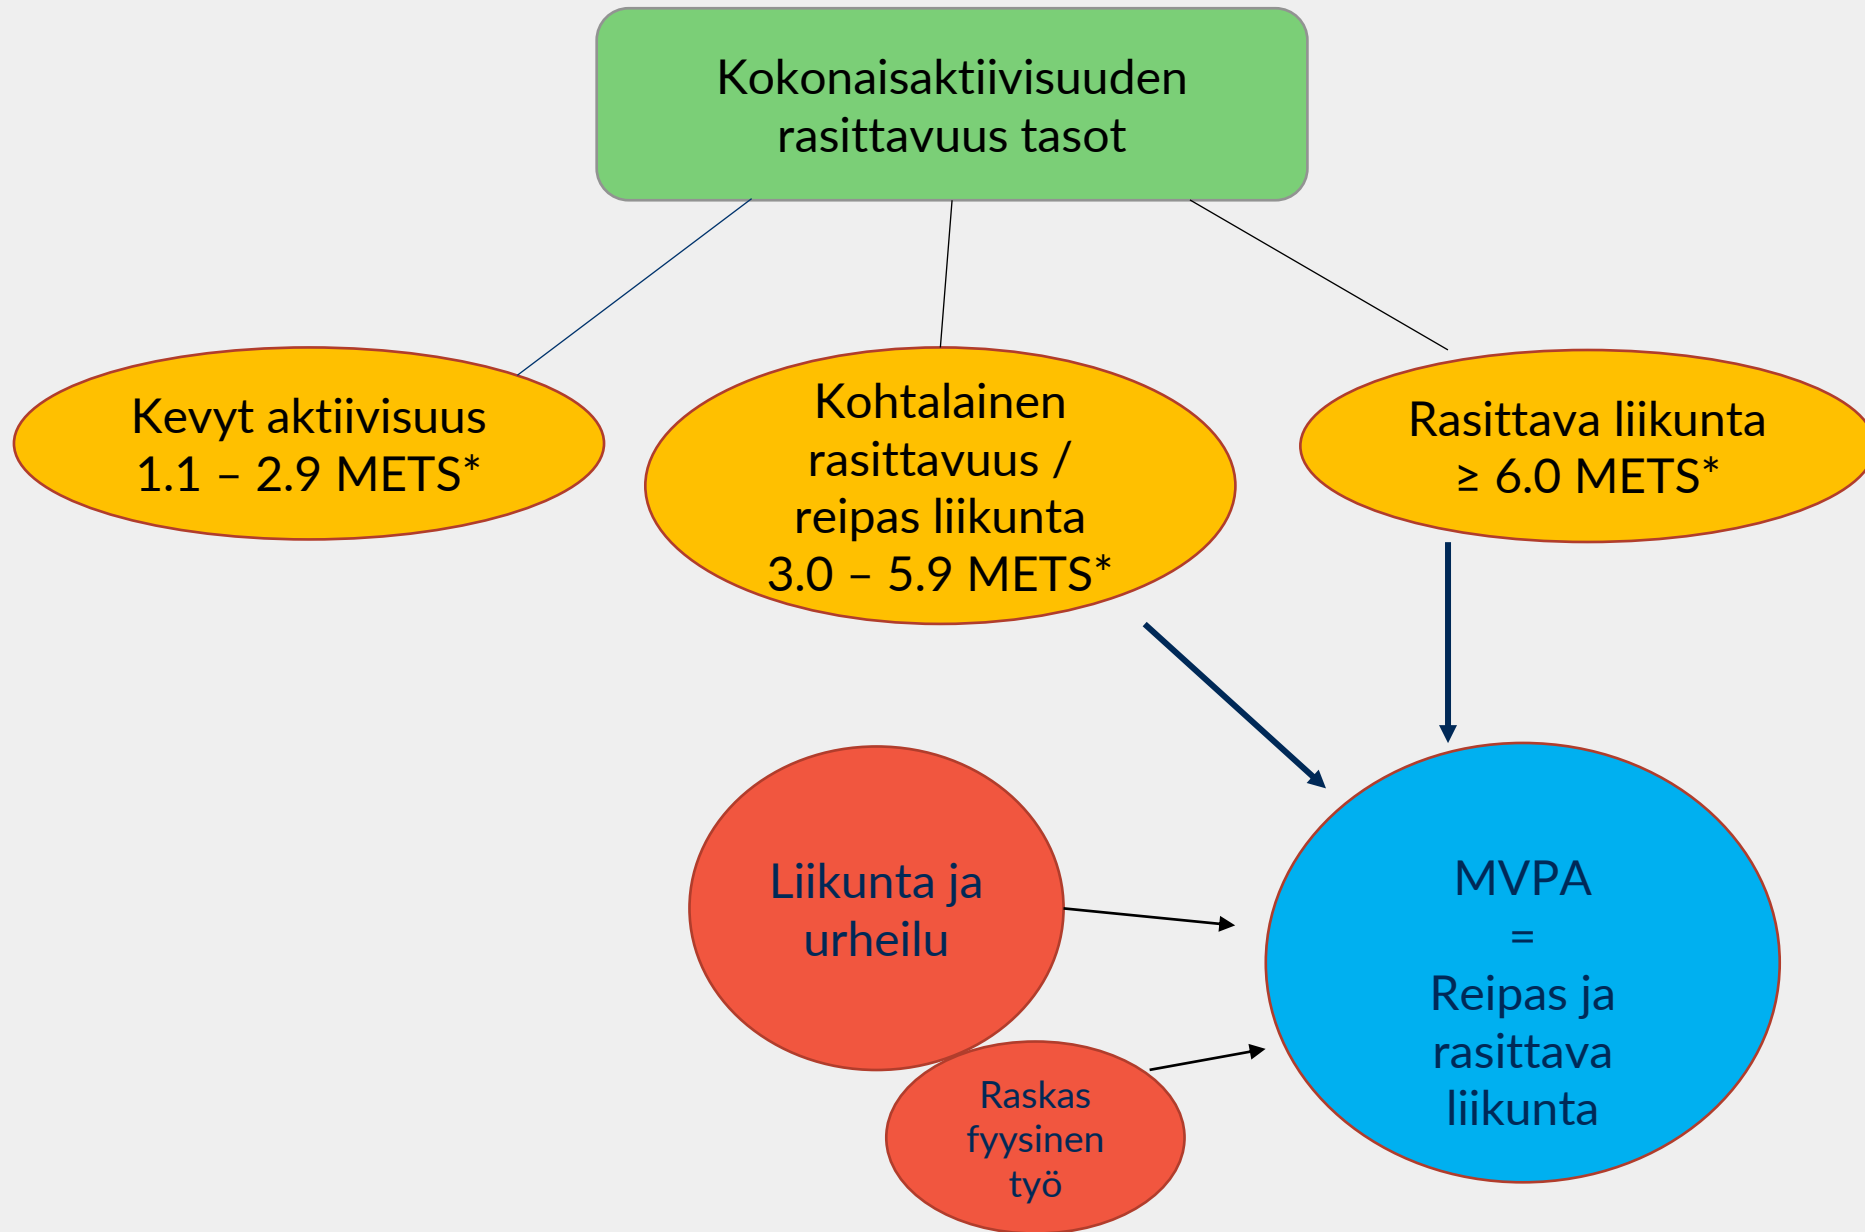 Kokonaisaktiivisuuden
rasittavuus tasot
Kevyt aktiivisuus
1.1 – 2.9 METS*
Kohtalainen
rasittavuus /
reipas liikunta
3.0 – 5.9 METS*
Rasittava liikunta
≥ 6.0 METS*
Liikunta ja
urheilu
Raskas
fyysinen
työ
MVPA
=
Reipas ja
rasittava
liikunta